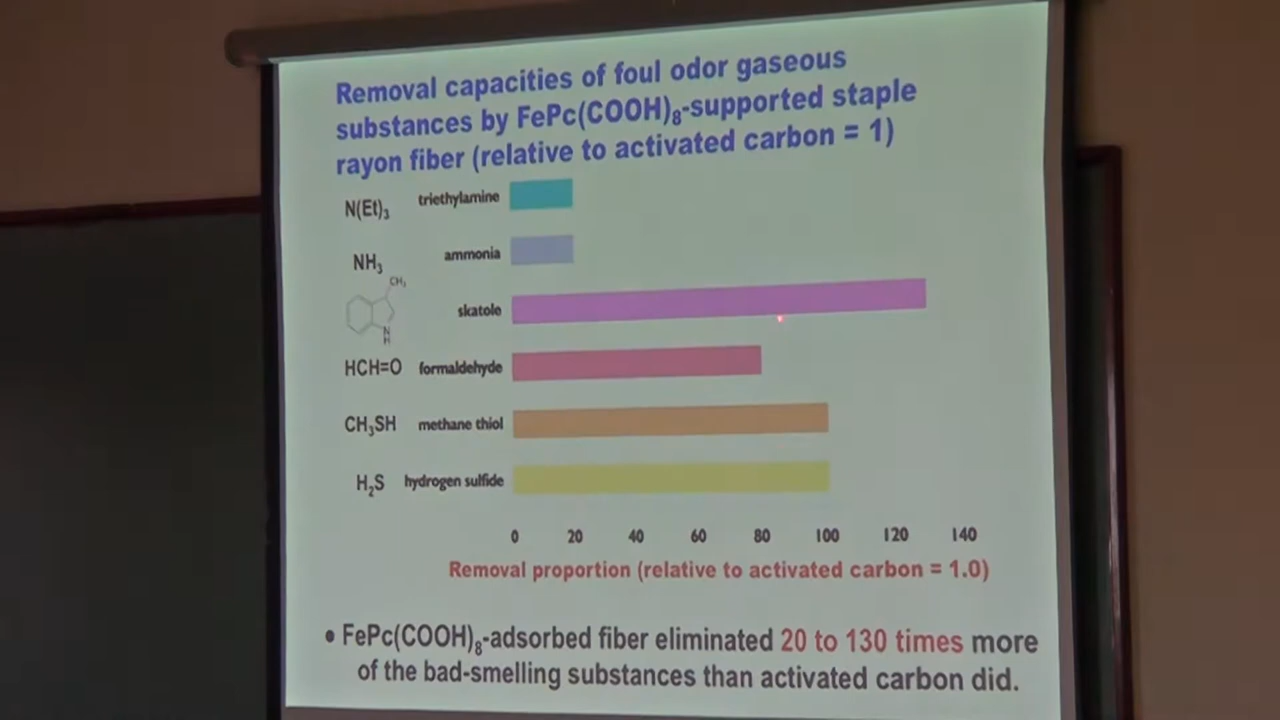 Removal capacities of foul odor gaseous
substances by FePc(COOH)₈-supported staple
rayon fiber (relative to activated carbon = 1)
N(Et)₃ triethylamine
NH₃ ammonia
CH₃
N
H
skatole
HCH=O formaldehyde
CH₃SH methane thiol
H₂S hydrogen sulfide
0 20 40 60 80 100 120 140
Removal proportion (relative to activated carbon = 1.0)
• FePc(COOH)₈-adsorbed fiber eliminated 20 to 130 times more
of the bad-smelling substances than activated carbon did.